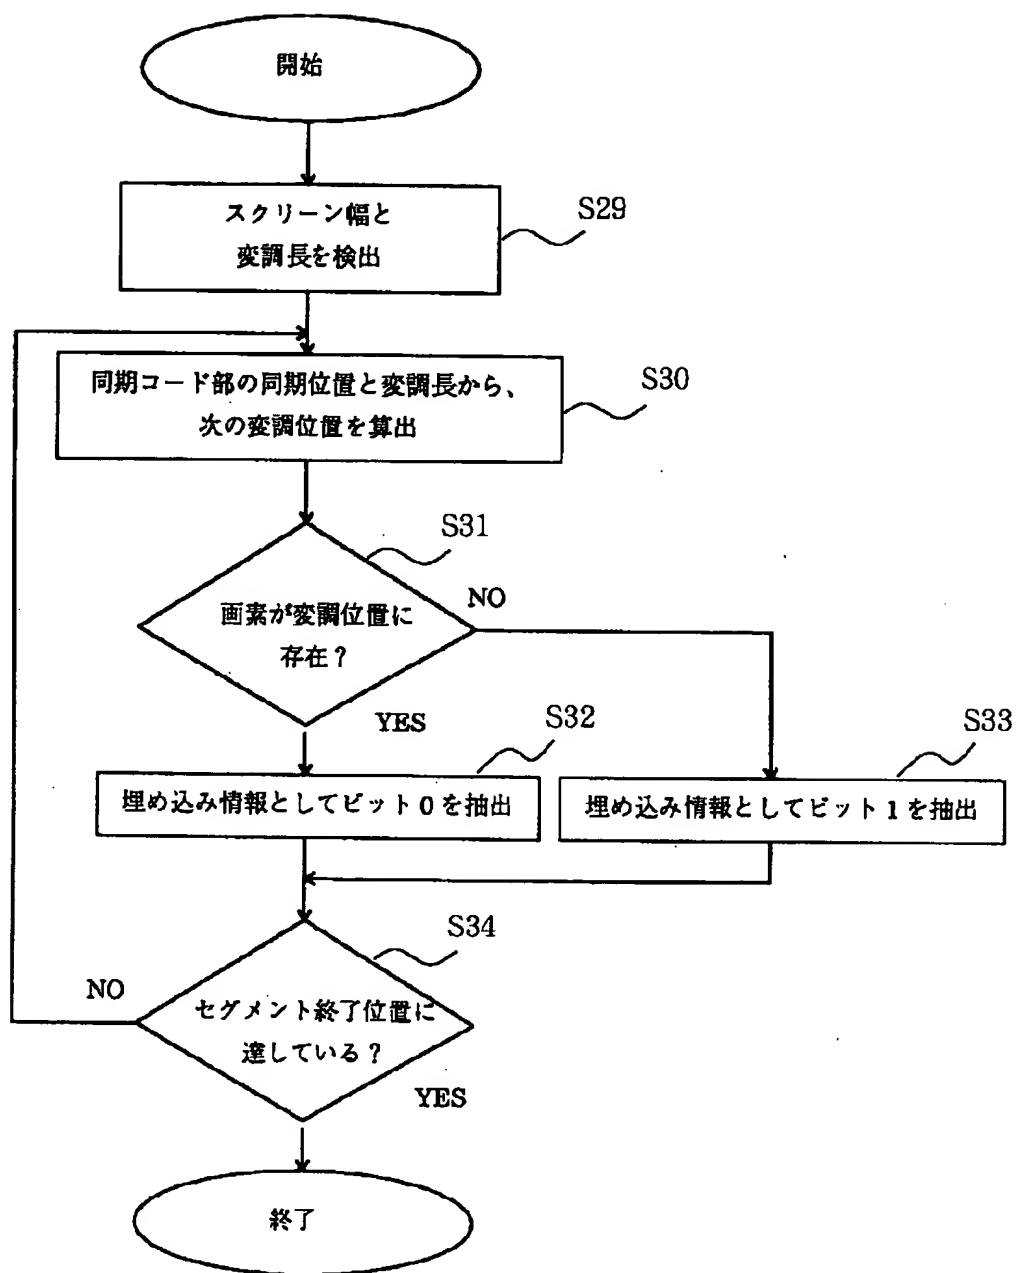 開始
スクリーン幅と
変調長を検出
S29
同期コード部の同期位置と変調長から、
次の変調位置を算出
S30
S31
画素が変調位置に
存在？
NO
YES
S32
S33
埋め込み情報としてビット０を抽出
埋め込み情報としてビット１を抽出
S34
NO
セグメント終了位置に
達している？
YES
終了